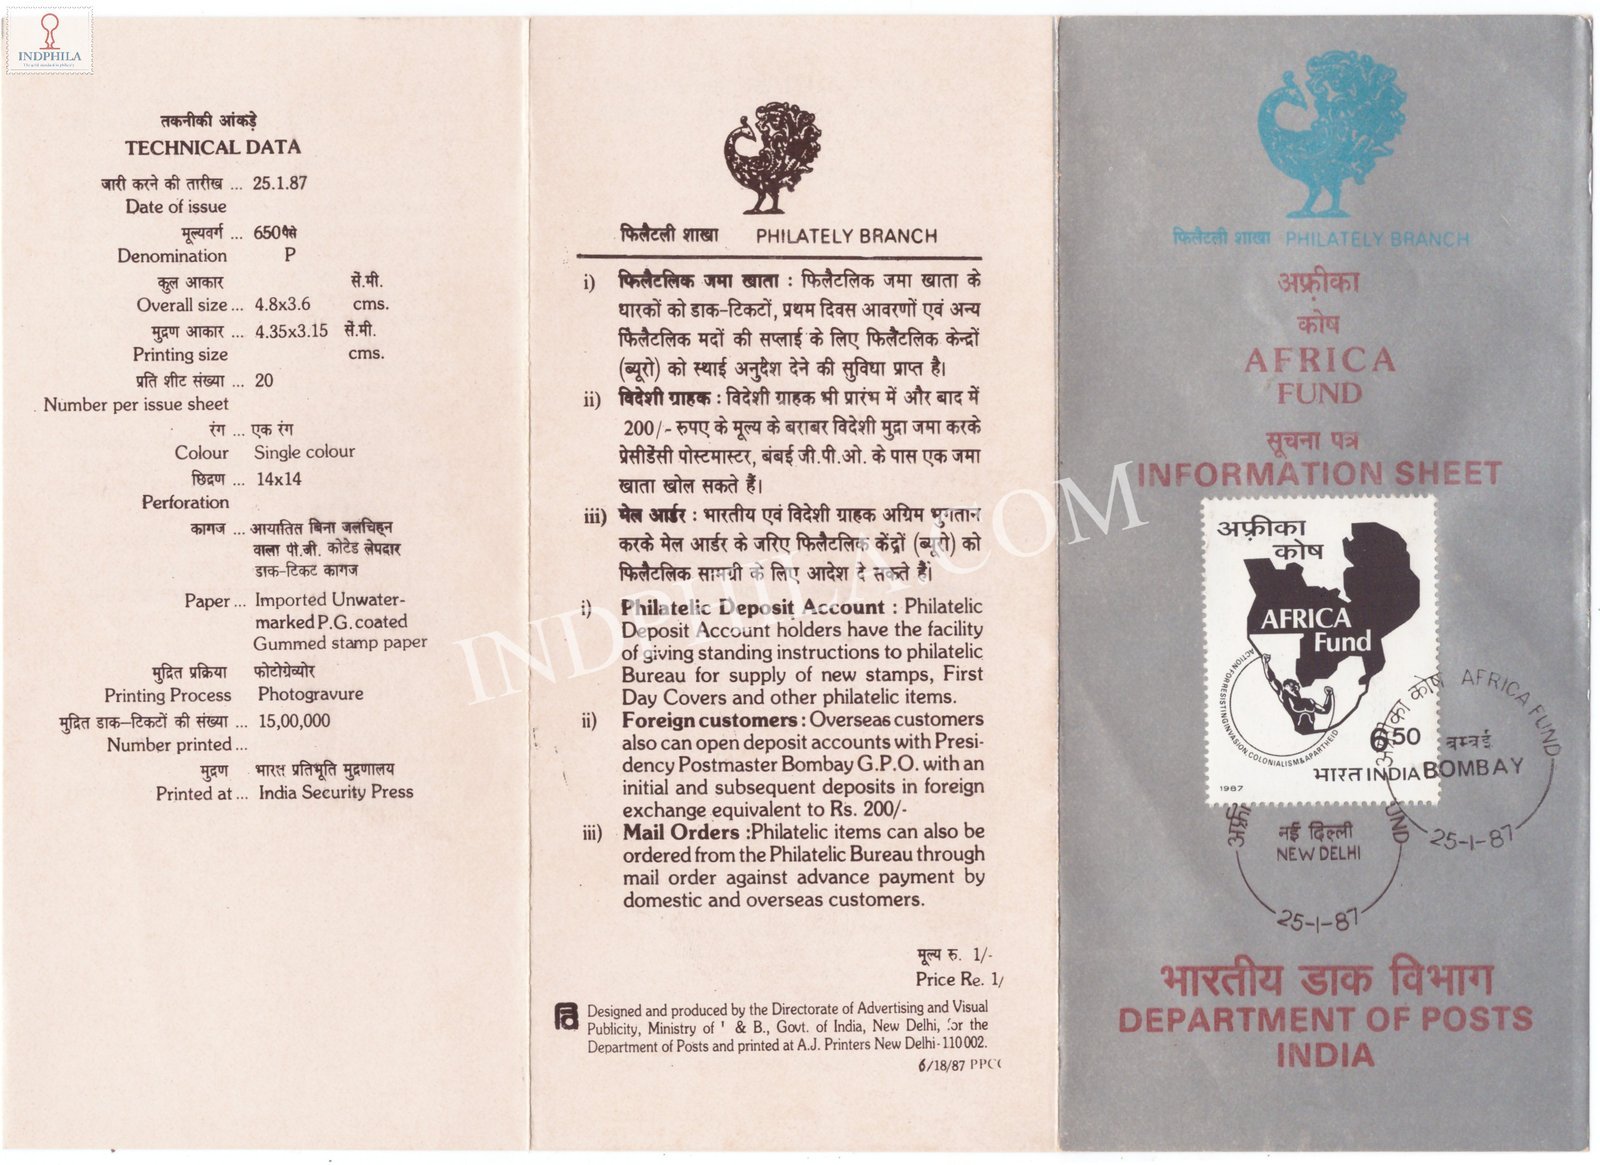 INDPHILA
तकनीकी आंकड़े
TECHNICAL DATA
जारी करने की तारीख ... 25.1.87
Date of issue
मूल्यवर्ग ... 650 पैसे
Denomination P
कुल आकार सें.मी.
Overall size ... 4.8x3.6 cms.
मुद्रण आकार ... 4.35x3.15 सें.मी.
Printing size cms.
प्रति शीट संख्या ... 20
Number per issue sheet
रंग ... एक रंग
Colour Single colour
छिद्रण ... 14x14
Perforation
कागज ... आयातित बिना जलचिह्न
वाला पी.जी. कोटेड लेपदार
डाक-टिकट कागज
Paper ... Imported Unwater-
marked P.G. coated
Gummed stamp paper
मुद्रित प्रक्रिया फोटोग्रेव्योर
Printing Process Photogravure
मुद्रित डाक-टिकटों की संख्या ... 15,00,000
Number printed ...
मुद्रण भारत प्रतिभूति मुद्रणालय
Printed at ... India Security Press
फिलैटली शाखा PHILATELY BRANCH
i) फिलैटलिक जमा खाता : फिलैटलिक जमा खाता के
धारकों को डाक-टिकटों, प्रथम दिवस आवरणों एवं अन्य
फिलैटलिक मदों की सप्लाई के लिए फिलैटलिक केन्द्रों
(ब्यूरो) को स्थाई अनुदेश देने की सुविधा प्राप्त है।
ii) विदेशी ग्राहक : विदेशी ग्राहक भी प्रारंभ में और बाद में
200/- रुपए के मूल्य के बराबर विदेशी मुद्रा जमा करके
प्रेसीडेंसी पोस्टमास्टर, बंबई जी.पी.ओ. के पास एक जमा
खाता खोल सकते हैं।
iii) मेल आर्डर : भारतीय एवं विदेशी ग्राहक अग्रिम भुगतान
करके मेल आर्डर के जरिए फिलैटलिक केंद्रों (ब्यूरो) को
फिलैटलिक सामग्री के लिए आदेश दे सकते हैं।
i) Philatelic Deposit Account : Philatelic
Deposit Account holders have the facility
of giving standing instructions to philatelic
Bureau for supply of new stamps, First
Day Covers and other philatelic items.
ii) Foreign customers : Overseas customers
also can open deposit accounts with Presi-
dency Postmaster Bombay G.P.O. with an
initial and subsequent deposits in foreign
exchange equivalent to Rs. 200/-
iii) Mail Orders :Philatelic items can also be
ordered from the Philatelic Bureau through
mail order against advance payment by
domestic and overseas customers.
मूल्य रु. 1/-
Price Re. 1/
Designed and produced by the Directorate of Advertising and Visual
Publicity, Ministry of & B., Govt. of India, New Delhi, for the
Department of Posts and printed at A.J. Printers New Delhi-110 002.
6/18/87 PPC
फिलैटली शाखा PHILATELY BRANCH
अफ़्रीका
कोष
AFRICA
FUND
सूचना पत्र
INFORMATION SHEET
अफ़्रीका
कोष
AFRICA
Fund
ACTION FOR RESISTING INVASION, COLONIALISM & APARTHEID
650
भारत INDIA
1987
अफ़्रीका कोष AFRICA FUND
बम्बई
BOMBAY
25-1-87
अफ़्री FUND
नई दिल्ली
NEW DELHI
25-1-87
भारतीय डाक विभाग
DEPARTMENT OF POSTS
INDIA
INDPHILA.COM